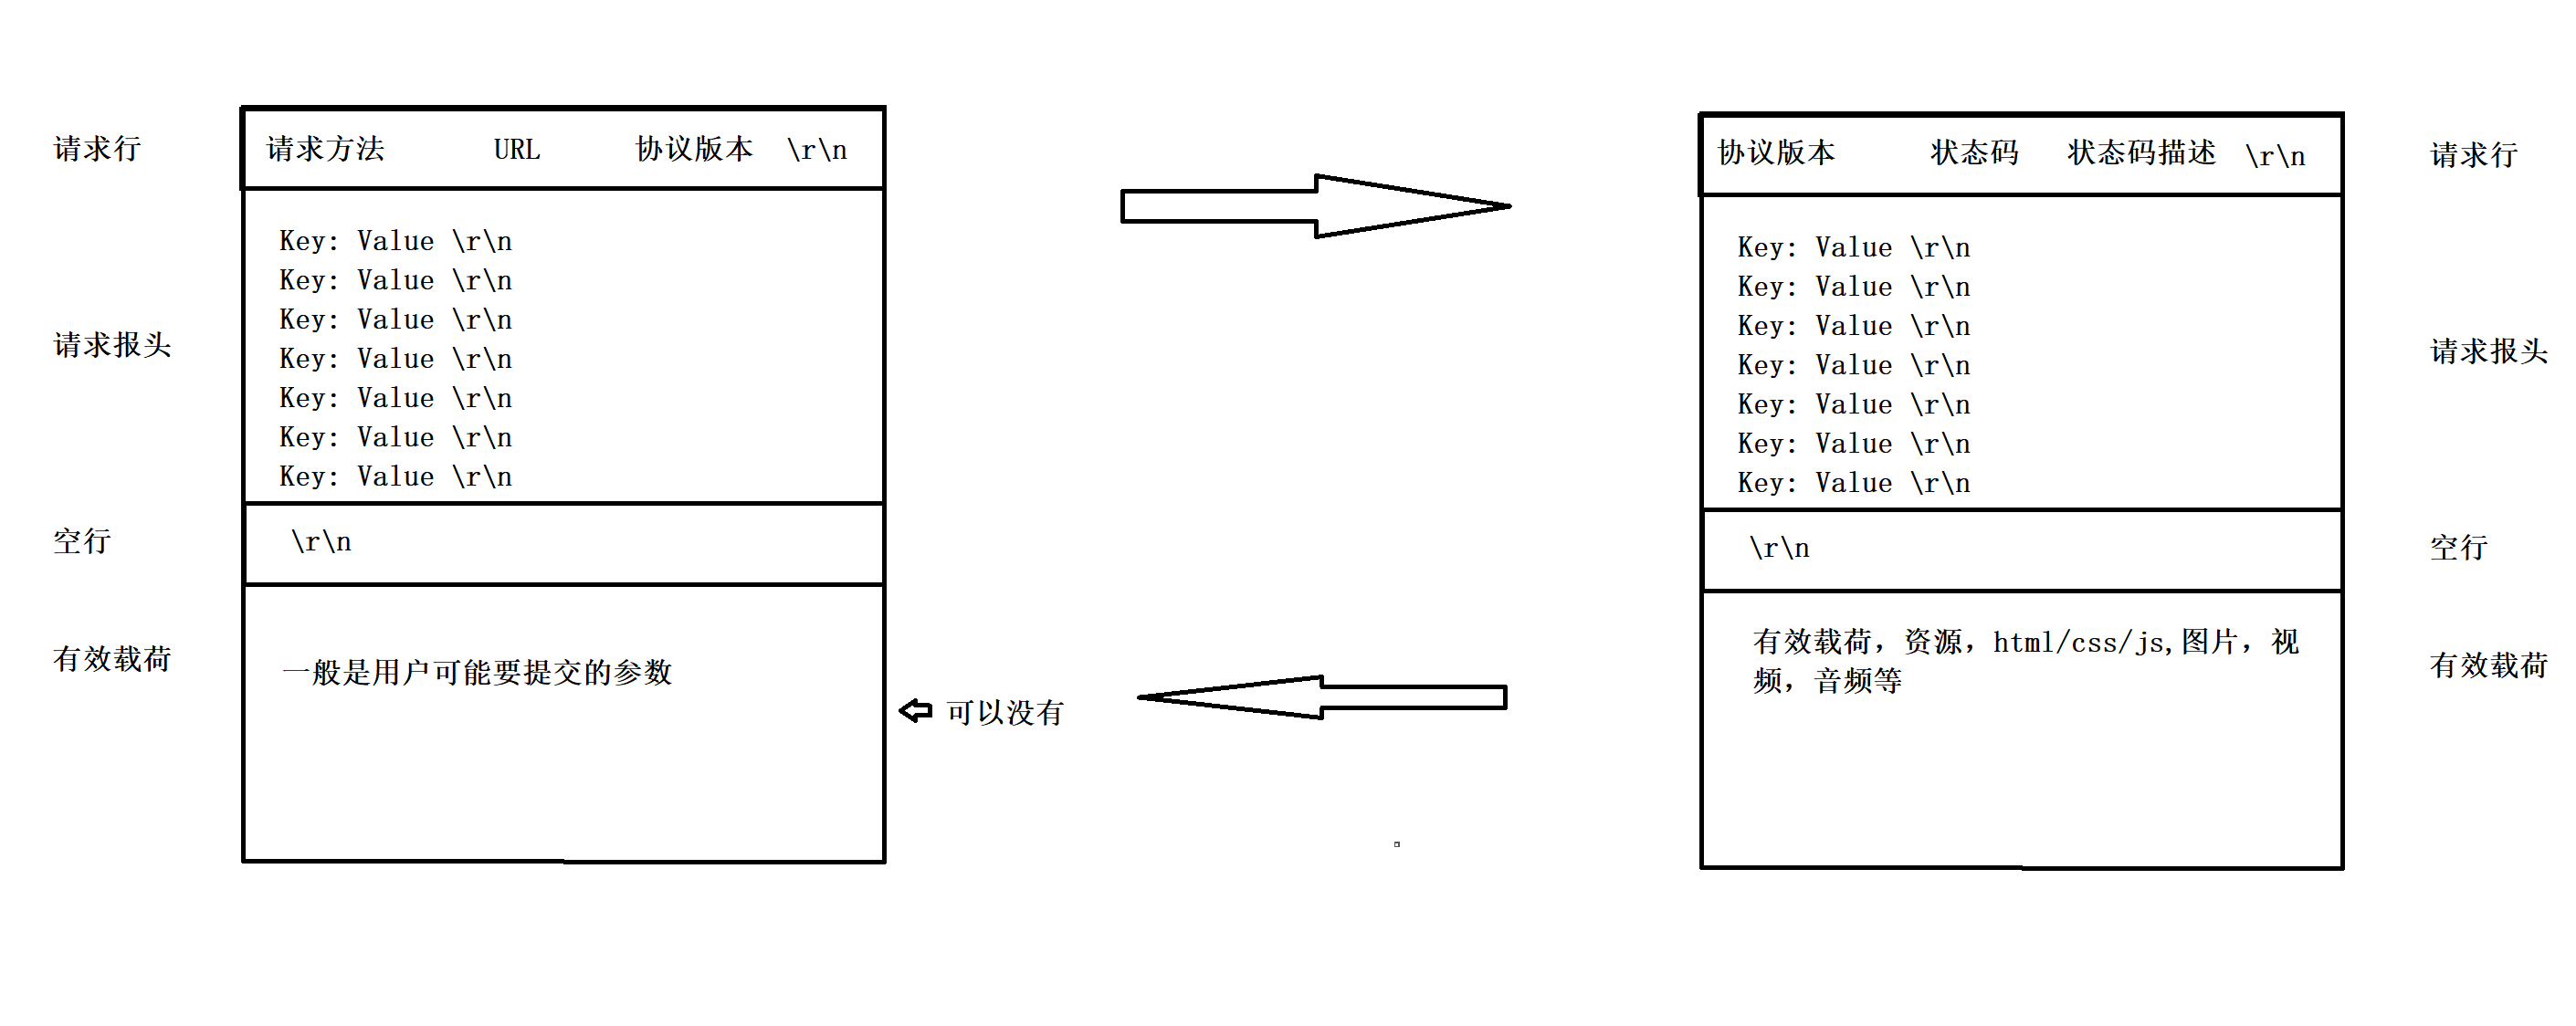 请求行
请求方法 URL 协议版本 \r\n
请求报头
Key: Value \r\n
Key: Value \r\n
Key: Value \r\n
Key: Value \r\n
Key: Value \r\n
Key: Value \r\n
Key: Value \r\n
空行
\r\n
有效载荷
一般是用户可能要提交的参数
可以没有
协议版本 状态码 状态码描述 \r\n
请求行
Key: Value \r\n
Key: Value \r\n
Key: Value \r\n
Key: Value \r\n
Key: Value \r\n
Key: Value \r\n
Key: Value \r\n
请求报头
\r\n
空行
有效载荷，资源，html/css/js,图片，视
频，音频等
有效载荷